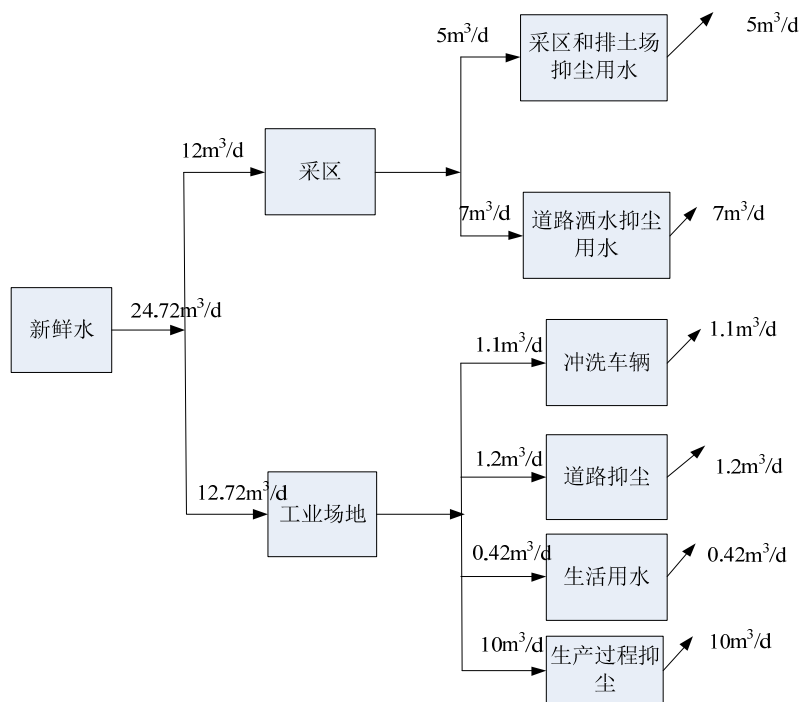 5m³/d
采区和排土场
抑尘用水
5m³/d
12m³/d
采区
7m³/d
道路洒水抑尘
用水
7m³/d
新鲜水
24.72m³/d
1.1m³/d
冲洗车辆
1.1m³/d
1.2m³/d
道路抑尘
1.2m³/d
12.72m³/d
工业场地
0.42m³/d
生活用水
0.42m³/d
10m³/d
生产过程抑
尘
10m³/d